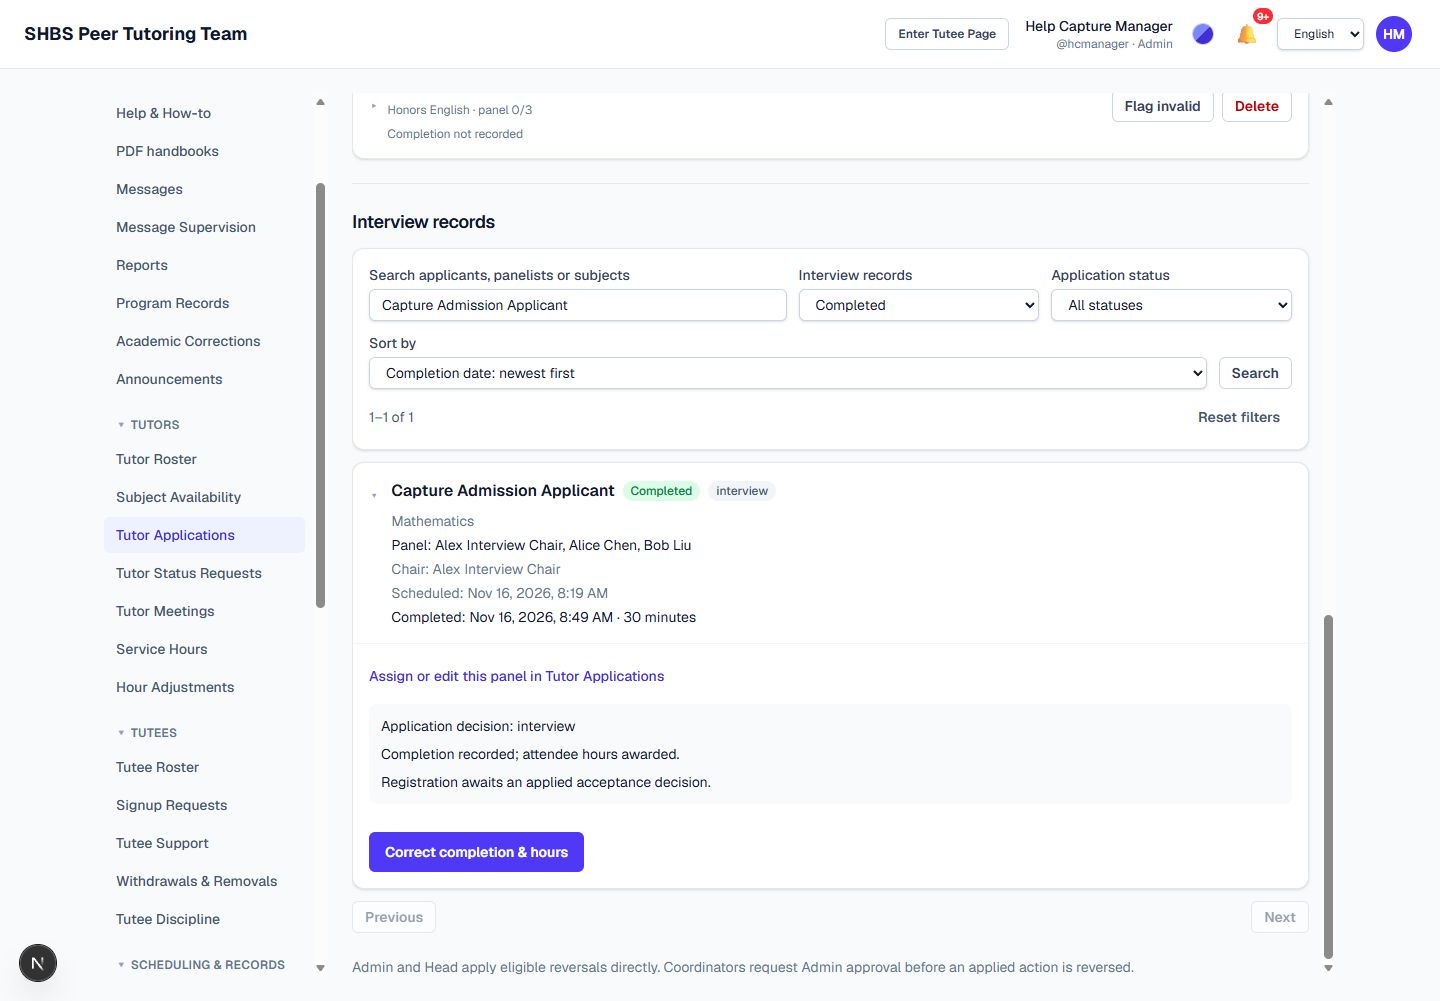 SHBS Peer Tutoring Team
Enter Tutee Page
Help Capture Manager
@hcmanager · Admin
9+
English
HM
Help & How-to
PDF handbooks
Messages
Message Supervision
Reports
Program Records
Academic Corrections
Announcements
TUTORS
Tutor Roster
Subject Availability
Tutor Applications
Tutor Status Requests
Tutor Meetings
Service Hours
Hour Adjustments
TUTEES
Tutee Roster
Signup Requests
Tutee Support
Withdrawals & Removals
Tutee Discipline
SCHEDULING & RECORDS
N
Honors English · panel 0/3
Completion not recorded
Flag invalid
Delete
Interview records
Search applicants, panelists or subjects
Interview records
Application status
Capture Admission Applicant
Completed
All statuses
Sort by
Completion date: newest first
Search
1–1 of 1
Reset filters
Capture Admission Applicant
Completed
interview
Mathematics
Panel: Alex Interview Chair, Alice Chen, Bob Liu
Chair: Alex Interview Chair
Scheduled: Nov 16, 2026, 8:19 AM
Completed: Nov 16, 2026, 8:49 AM · 30 minutes
Assign or edit this panel in Tutor Applications
Application decision: interview
Completion recorded; attendee hours awarded.
Registration awaits an applied acceptance decision.
Correct completion & hours
Previous
Next
Admin and Head apply eligible reversals directly. Coordinators request Admin approval before an applied action is reversed.